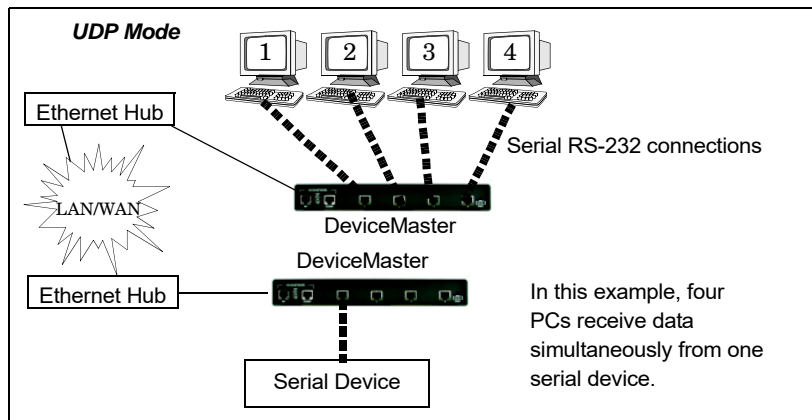 UDP Mode
1 2 3 4
Ethernet Hub
Serial RS-232 connections
LAN/WAN
DeviceMaster
DeviceMaster
Ethernet Hub
In this example, four
PCs receive data
simultaneously from one
serial device.
Serial Device